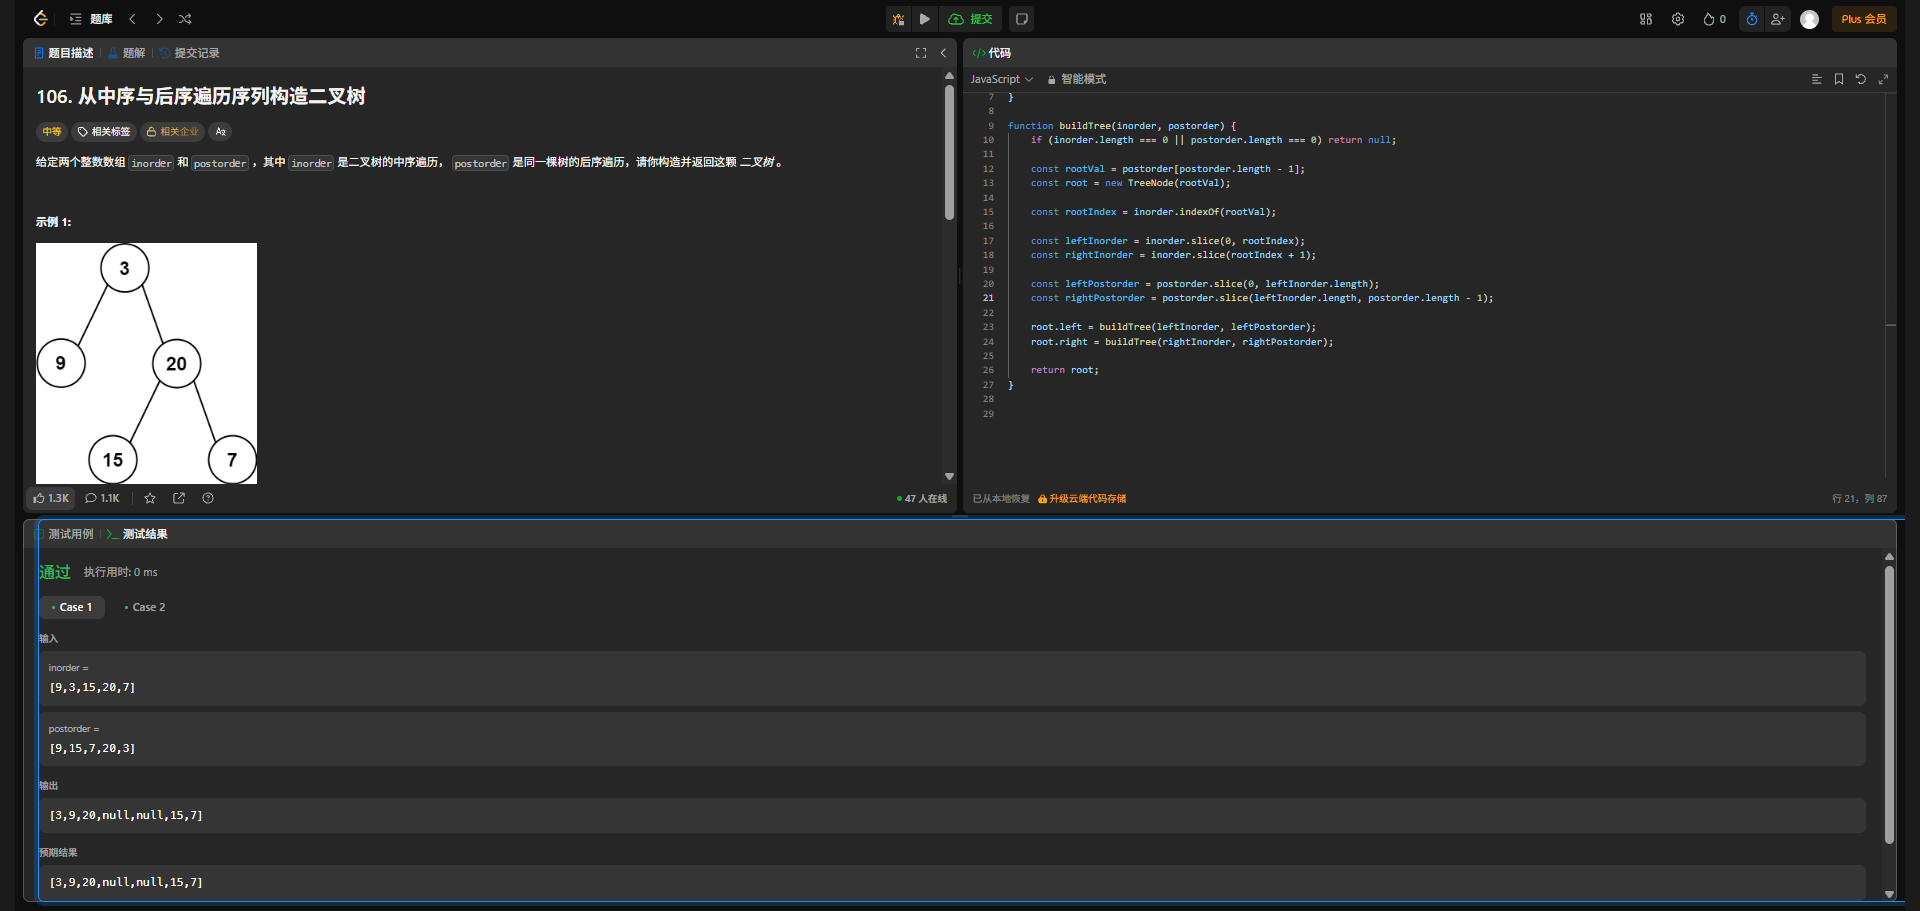 题库
提交
0
Plus 会员
题目描述
题解
提交记录
106. 从中序与后序遍历序列构造二叉树
中等
相关标签
相关企业
给定两个整数数组 inorder 和 postorder ，其中 inorder 是二叉树的中序遍历， postorder 是同一棵树的后序遍历，请你构造并返回这颗 二叉树 。
示例 1:
3
9
20
15
7
1.3K
1.1K
47 人在线
</>代码
JavaScript
智能模式
7 }
8
9 function buildTree(inorder, postorder) {
10 if (inorder.length === 0 || postorder.length === 0) return null;
11
12 const rootVal = postorder[postorder.length - 1];
13 const root = new TreeNode(rootVal);
14
15 const rootIndex = inorder.indexOf(rootVal);
16
17 const leftInorder = inorder.slice(0, rootIndex);
18 const rightInorder = inorder.slice(rootIndex + 1);
19
20 const leftPostorder = postorder.slice(0, leftInorder.length);
21 const rightPostorder = postorder.slice(leftInorder.length, postorder.length - 1);
22
23 root.left = buildTree(leftInorder, leftPostorder);
24 root.right = buildTree(rightInorder, rightPostorder);
25
26 return root;
27 }
28
29
已从本地恢复
升级云端代码存储
行 21，列 87
测试用例
>_ 测试结果
通过
执行用时: 0 ms
• Case 1
• Case 2
输入
inorder =
[9,3,15,20,7]
postorder =
[9,15,7,20,3]
输出
[3,9,20,null,null,15,7]
预期结果
[3,9,20,null,null,15,7]